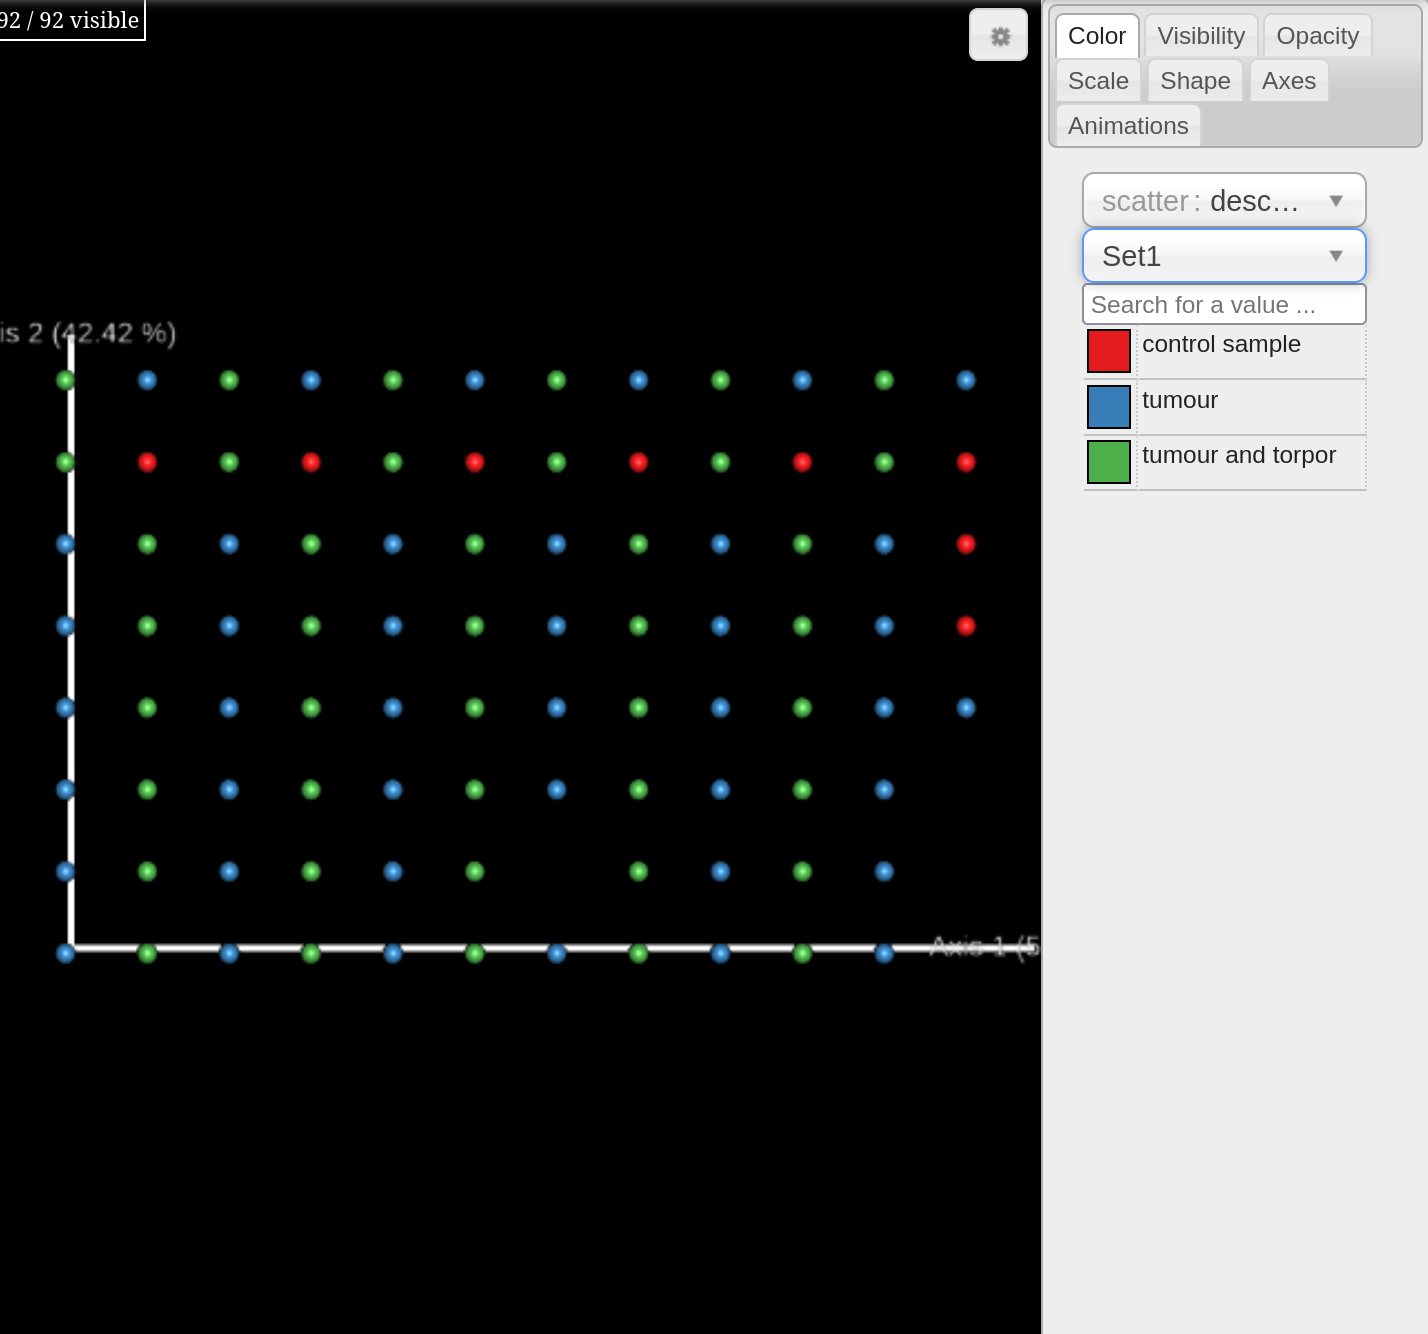 92 / 92 visible
Color Visibility Opacity
Scale Shape Axes
Animations
scatter : desc…
Set1
Search for a value ...
control sample
tumour
tumour and torpor
is 2 (42.42 %)
Axis 1 (5